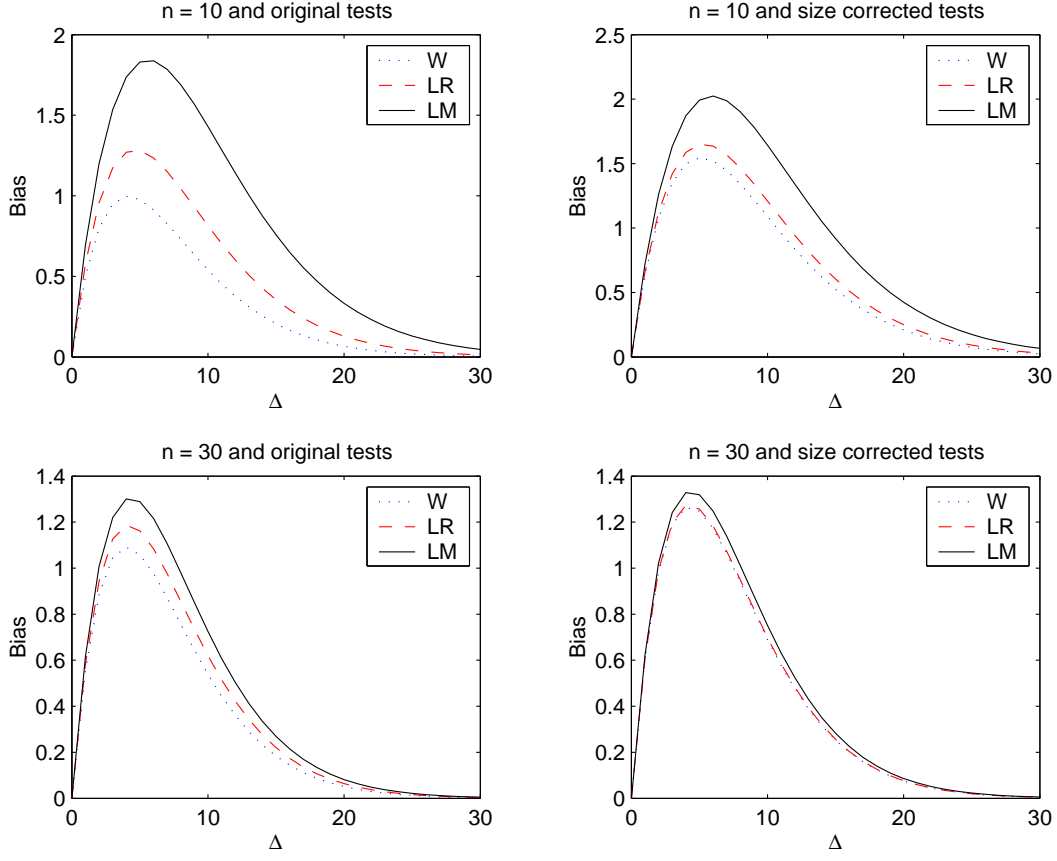 n = 10 and original tests
2
1.5
1
0.5
0
Bias
0
10
20
30
Δ
W
LR
LM
n = 10 and size corrected tests
2.5
2
1.5
1
0.5
0
Bias
0
10
20
30
Δ
W
LR
LM
n = 30 and original tests
1.4
1.2
1
0.8
0.6
0.4
0.2
0
Bias
0
10
20
30
Δ
W
LR
LM
n = 30 and size corrected tests
1.4
1.2
1
0.8
0.6
0.4
0.2
0
Bias
0
10
20
30
Δ
W
LR
LM